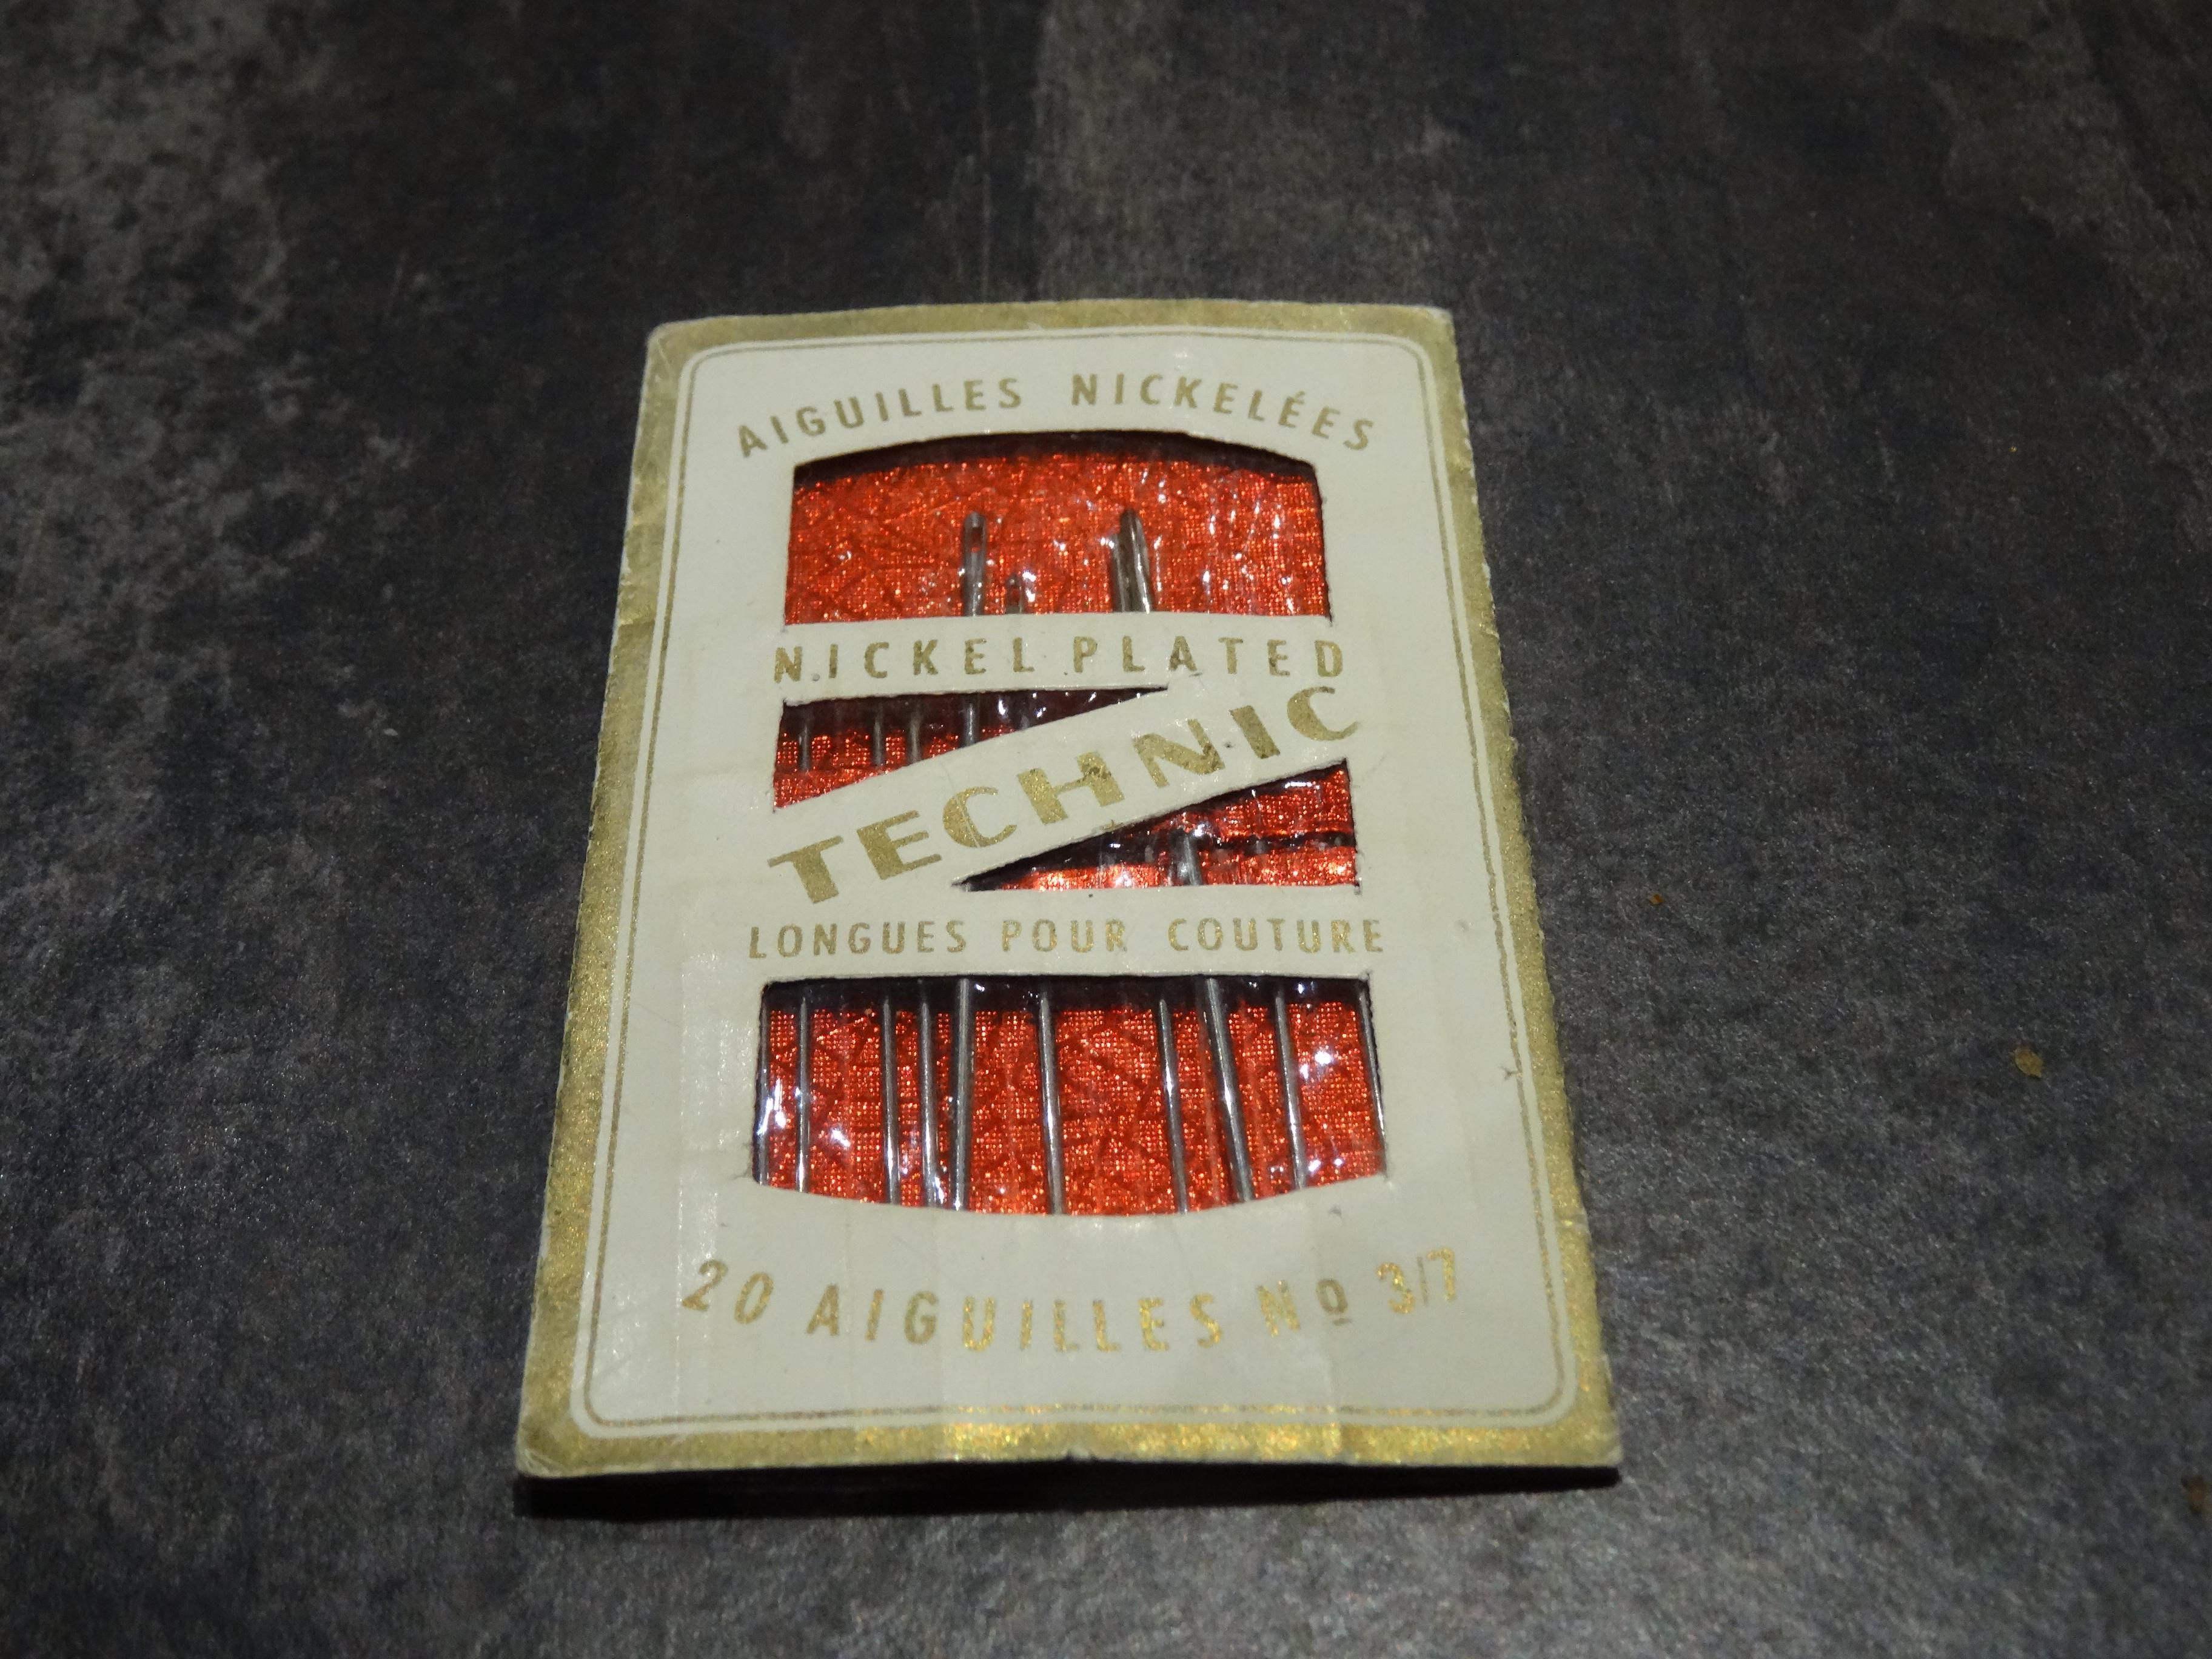 AIGUILLES NICKELÉES
NICKEL PLATED
TECHNIC
LONGUES POUR COUTURE
20 AIGUILLES Nº 3/7